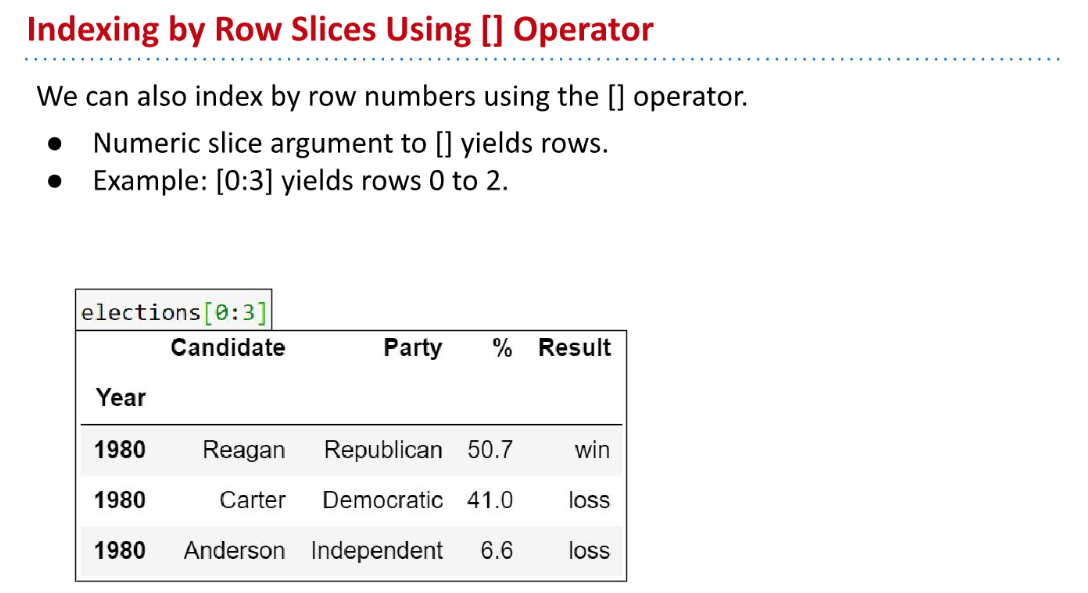 Indexing by Row Slices Using [] Operator
We can also index by row numbers using the [] operator.
● Numeric slice argument to [] yields rows.
● Example: [0:3] yields rows 0 to 2.
elections[0:3]
Candidate Party % Result
Year
1980 Reagan Republican 50.7 win
1980 Carter Democratic 41.0 loss
1980 Anderson Independent 6.6 loss